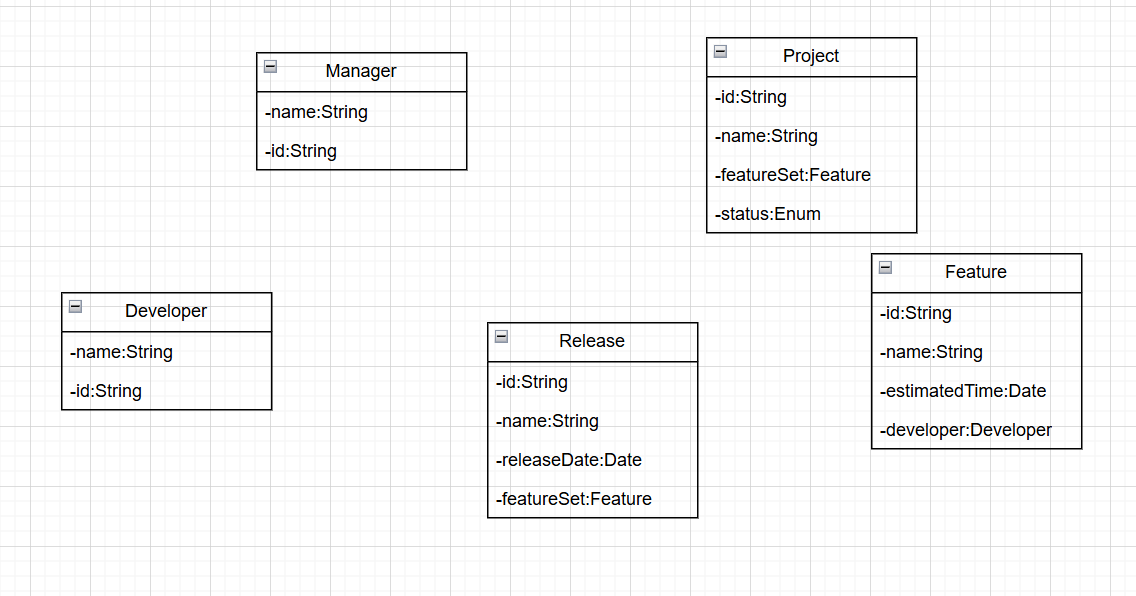 Manager
-name:String
-id:String
Project
-id:String
-name:String
-featureSet:Feature
-status:Enum
Developer
-name:String
-id:String
Release
-id:String
-name:String
-releaseDate:Date
-featureSet:Feature
Feature
-id:String
-name:String
-estimatedTime:Date
-developer:Developer